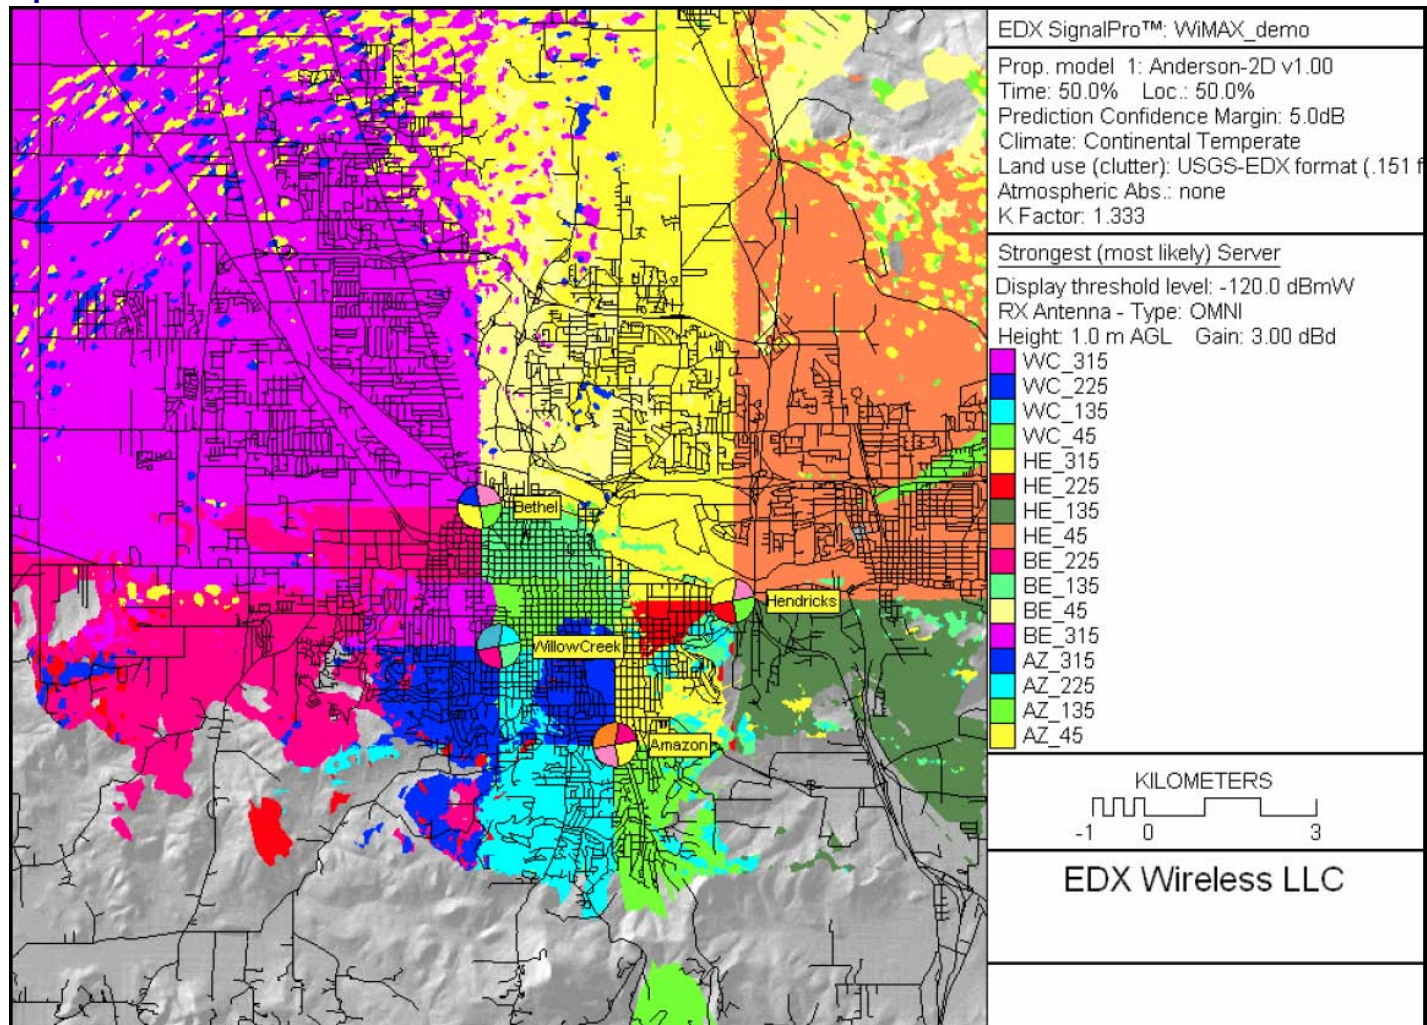 EDX SignalPro™: WiMAX_demo
Prop. model 1: Anderson-2D v1.00
Time: 50.0% Loc.: 50.0%
Prediction Confidence Margin: 5.0dB
Climate: Continental Temperate
Land use (clutter): USGS-EDX format (.151 f
Atmospheric Abs.: none
K Factor: 1.333
Strongest (most likely) Server
Display threshold level: -120.0 dBmW
RX Antenna - Type: OMNI
Height: 1.0 m AGL Gain: 3.00 dBd
WC_315
WC_225
WC_135
WC_45
HE_315
HE_225
HE_135
HE_45
BE_225
BE_135
BE_45
BE_315
AZ_315
AZ_225
AZ_135
AZ_45
Bethel
Hendricks
WillowCreek
Amazon
KILOMETERS
-1 0 3
EDX Wireless LLC